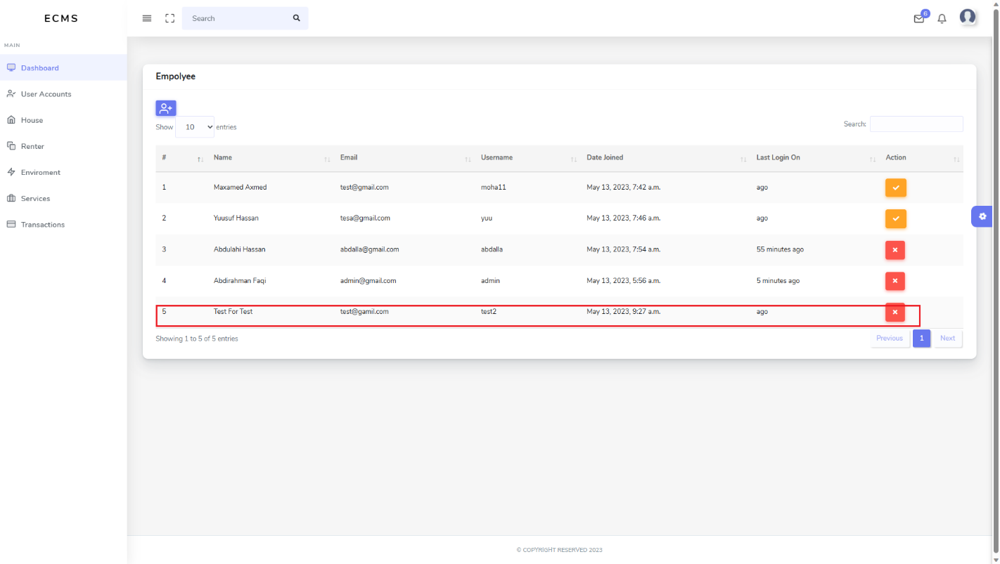 ECMS
Search
6
MAIN
Dashboard
User Accounts
House
Renter
Enviroment
Services
Transactions
Empolyee
Show 10 entries
Search:
# Name Email Username Date Joined Last Login On Action
1 Maxamed Axmed test@gmail.com moha11 May 13, 2023, 7:42 a.m. ago
2 Yuusuf Hassan tesa@gmail.com yuu May 13, 2023, 7:46 a.m. ago
3 Abdulahi Hassan abdalla@gmail.com abdalla May 13, 2023, 7:54 a.m. 55 minutes ago
4 Abdirahman Faqi admin@gmail.com admin May 13, 2023, 5:56 a.m. 5 minutes ago
5 Test For Test test@gamil.com test2 May 13, 2023, 9:27 a.m. ago
Showing 1 to 5 of 5 entries
Previous 1 Next
© COPYRIGHT RESERVED 2023